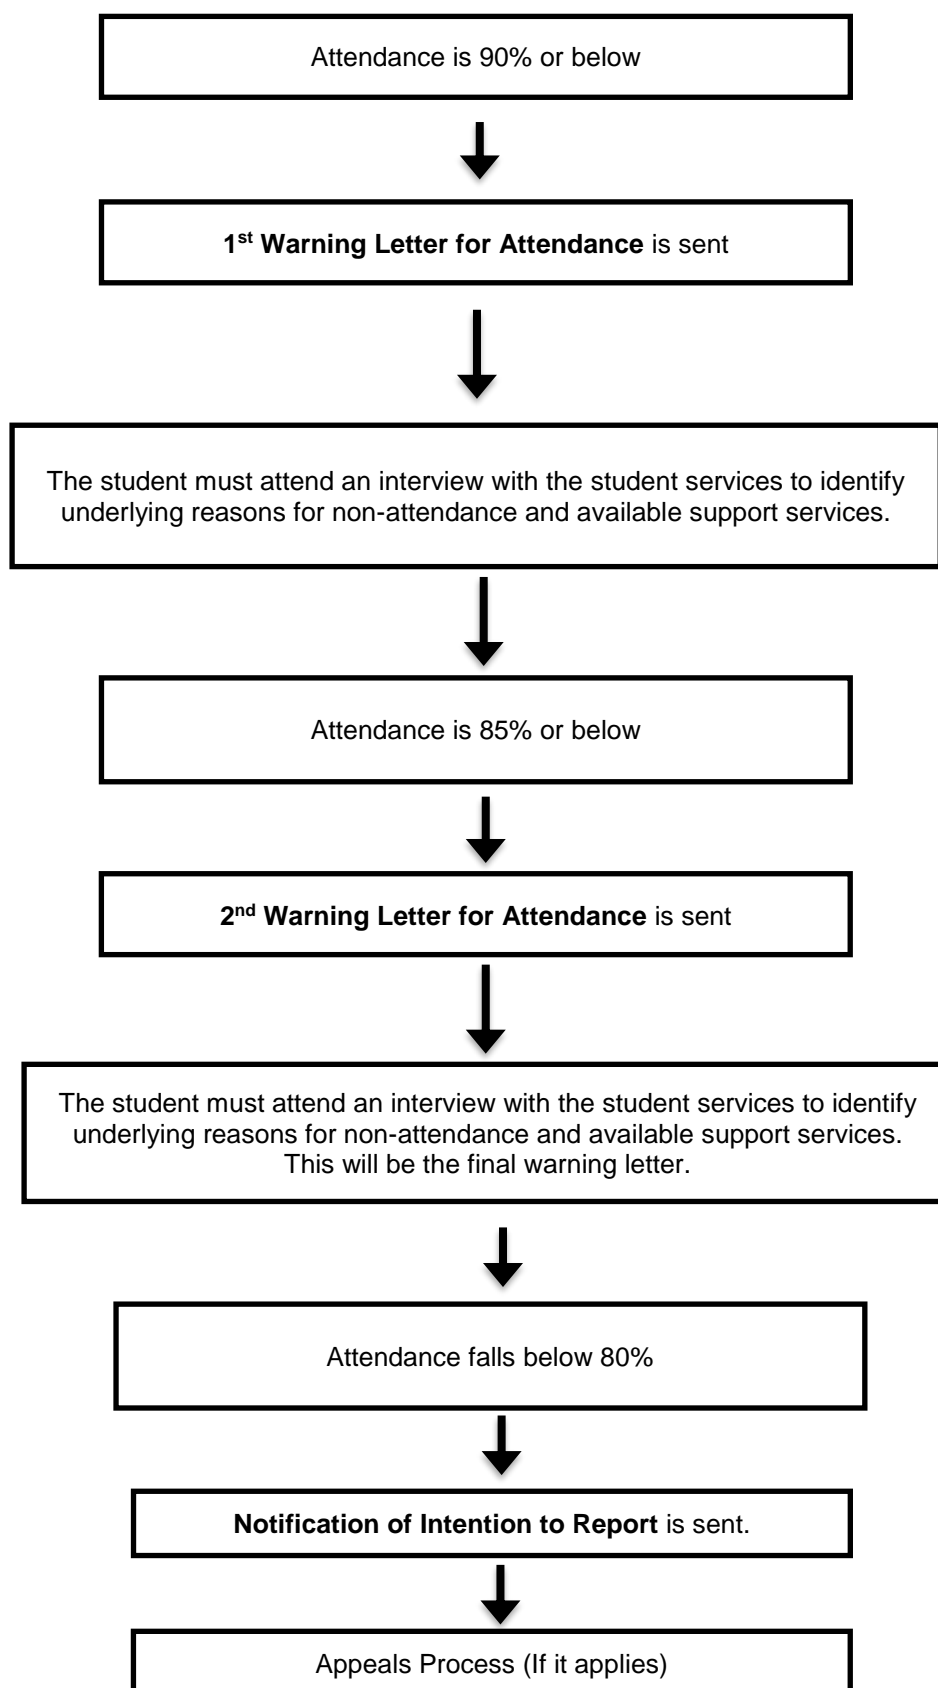 Attendance is 90% or below
1st Warning Letter for Attendance is sent
The student must attend an interview with the student services to identify
underlying reasons for non-attendance and available support services.
Attendance is 85% or below
2nd Warning Letter for Attendance is sent
The student must attend an interview with the student services to identify
underlying reasons for non-attendance and available support services.
This will be the final warning letter.
Attendance falls below 80%
Notification of Intention to Report is sent.
Appeals Process (If it applies)